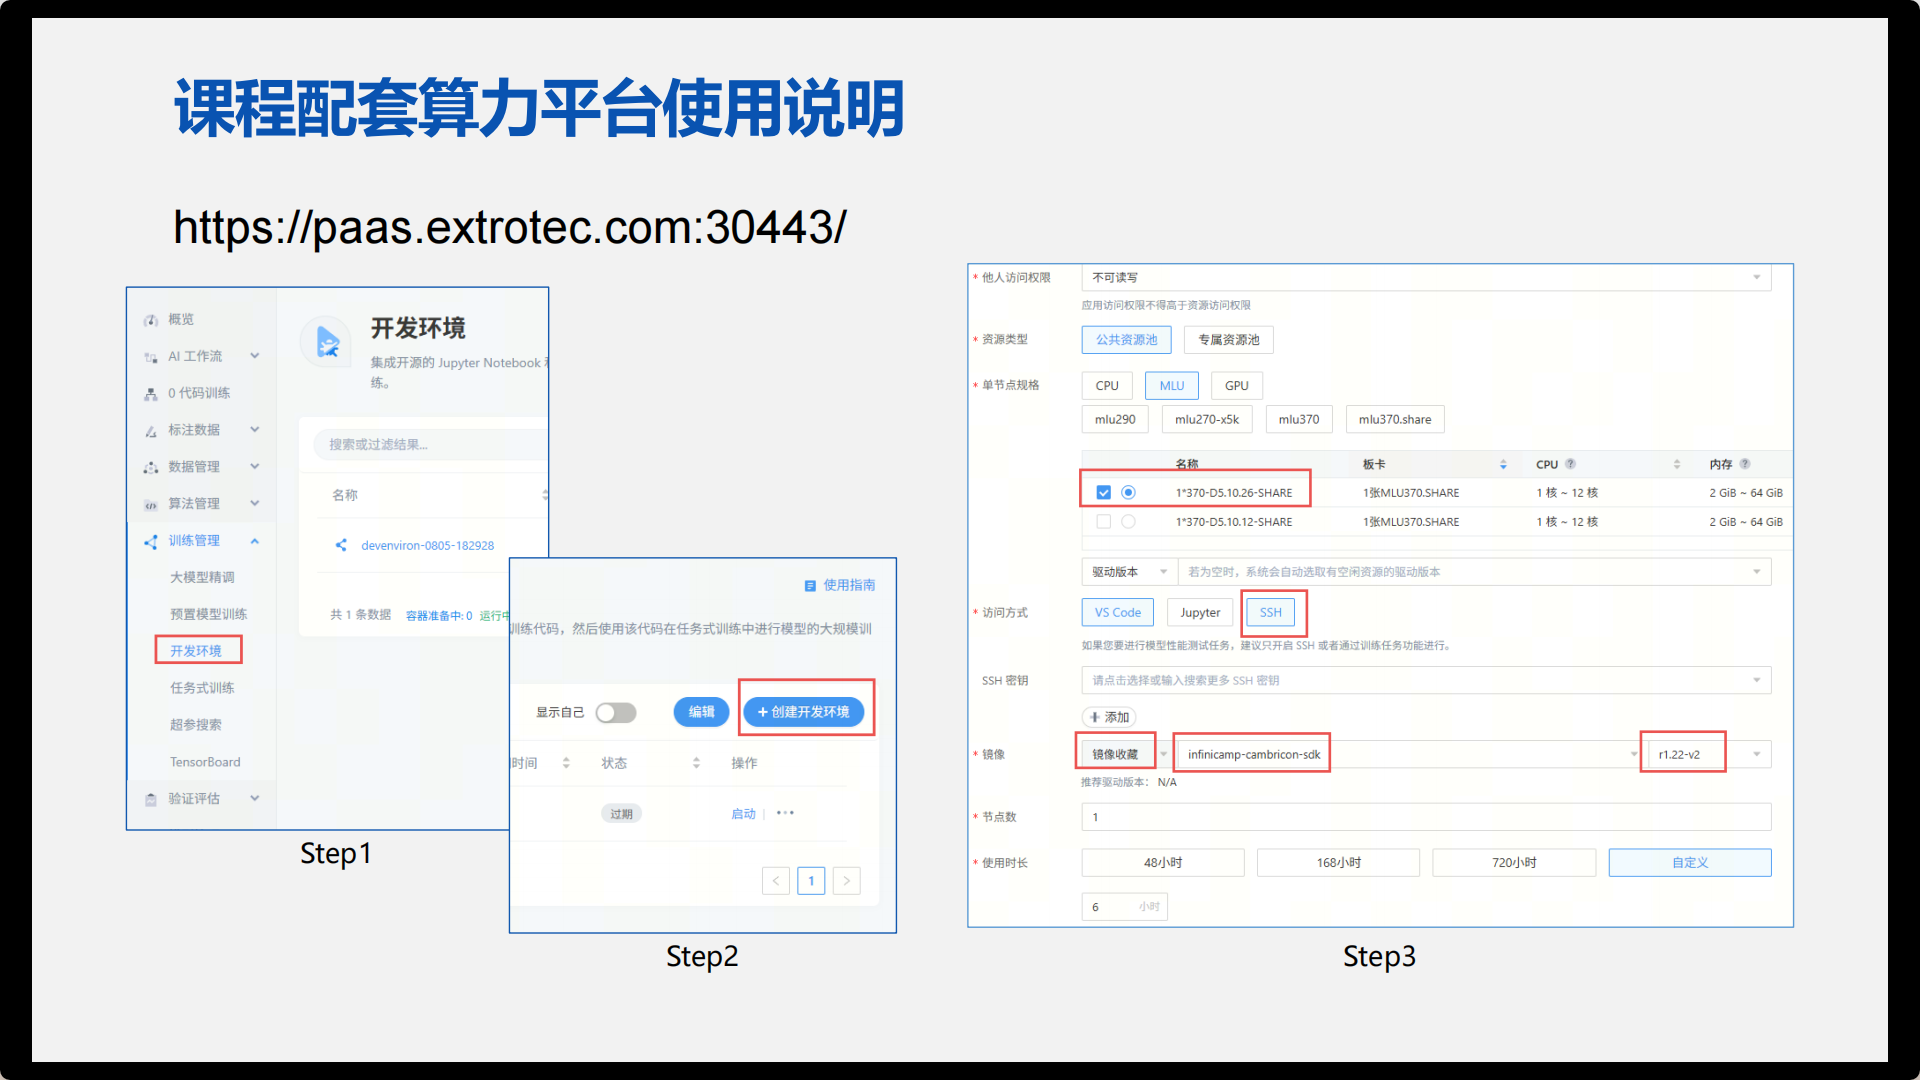 课程配套算力平台使用说明
https://paas.extrotec.com:30443/
概览
AI 工作流
0 代码训练
标注数据
数据管理
算法管理
训练管理
大模型精调
预置模型训练
开发环境
任务式训练
超参搜索
TensorBoard
验证评估
开发环境
集成开源的 Jupyter Notebook
练。
搜索或过滤结果...
名称
devenviron-0805-182928
共 1 条数据 容器准备中: 0 运行中
Step1
使用指南
训练代码，然后使用该代码在任务式训练中进行模型的大规模训
显示自己 编辑 + 创建开发环境
时间 状态 操作
过期 启动 | •••
< 1 >
Step2
* 他人访问权限 不可读写
应用访问权限不得高于资源访问权限
* 资源类型 公共资源池 专属资源池
* 单节点规格 CPU MLU GPU
mlu290 mlu270-x5k mlu370 mlu370.share
名称 板卡 CPU ? 内存 ?
1*370-D5.10.26-SHARE 1张MLU370.SHARE 1 核 ~ 12 核 2 GiB ~ 64 GiB
1*370-D5.10.12-SHARE 1张MLU370.SHARE 1 核 ~ 12 核 2 GiB ~ 64 GiB
驱动版本 若为空时，系统会自动选取有空闲资源的驱动版本
* 访问方式 VS Code Jupyter SSH
如果您要进行模型性能测试任务，建议只开启 SSH 或者通过训练任务功能进行。
SSH 密钥 请点击选择或输入搜索更多 SSH 密钥
+ 添加
* 镜像 镜像收藏 infinicamp-cambricon-sdk r1.22-v2
推荐驱动版本： N/A
* 节点数 1
* 使用时长 48小时 168小时 720小时 自定义
6 小时
Step3